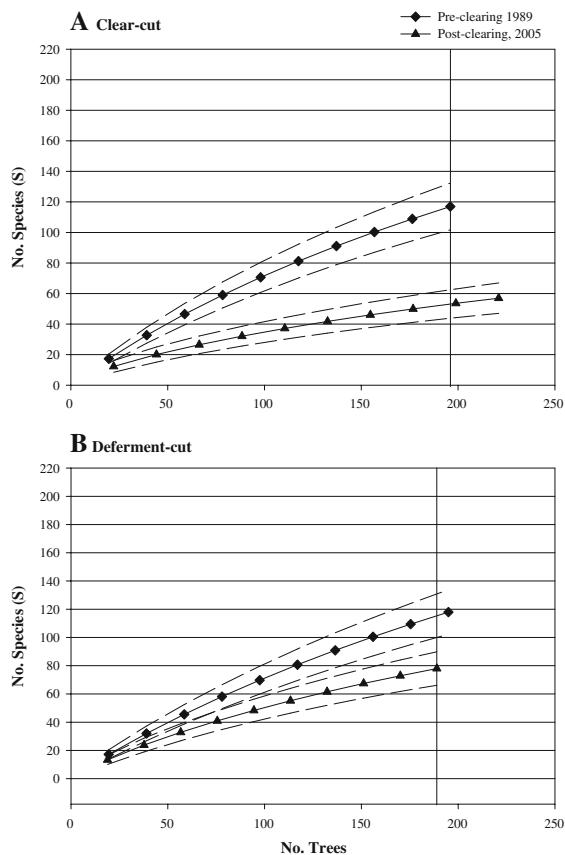 A Clear-cut
Pre-clearing 1989
Post-clearing, 2005
220
200
180
160
140
120
100
80
60
40
20
0
No. Species (S)
0 50 100 150 200 250
B Deferment-cut
220
200
180
160
140
120
100
80
60
40
20
0
No. Species (S)
0 50 100 150 200 250
No. Trees